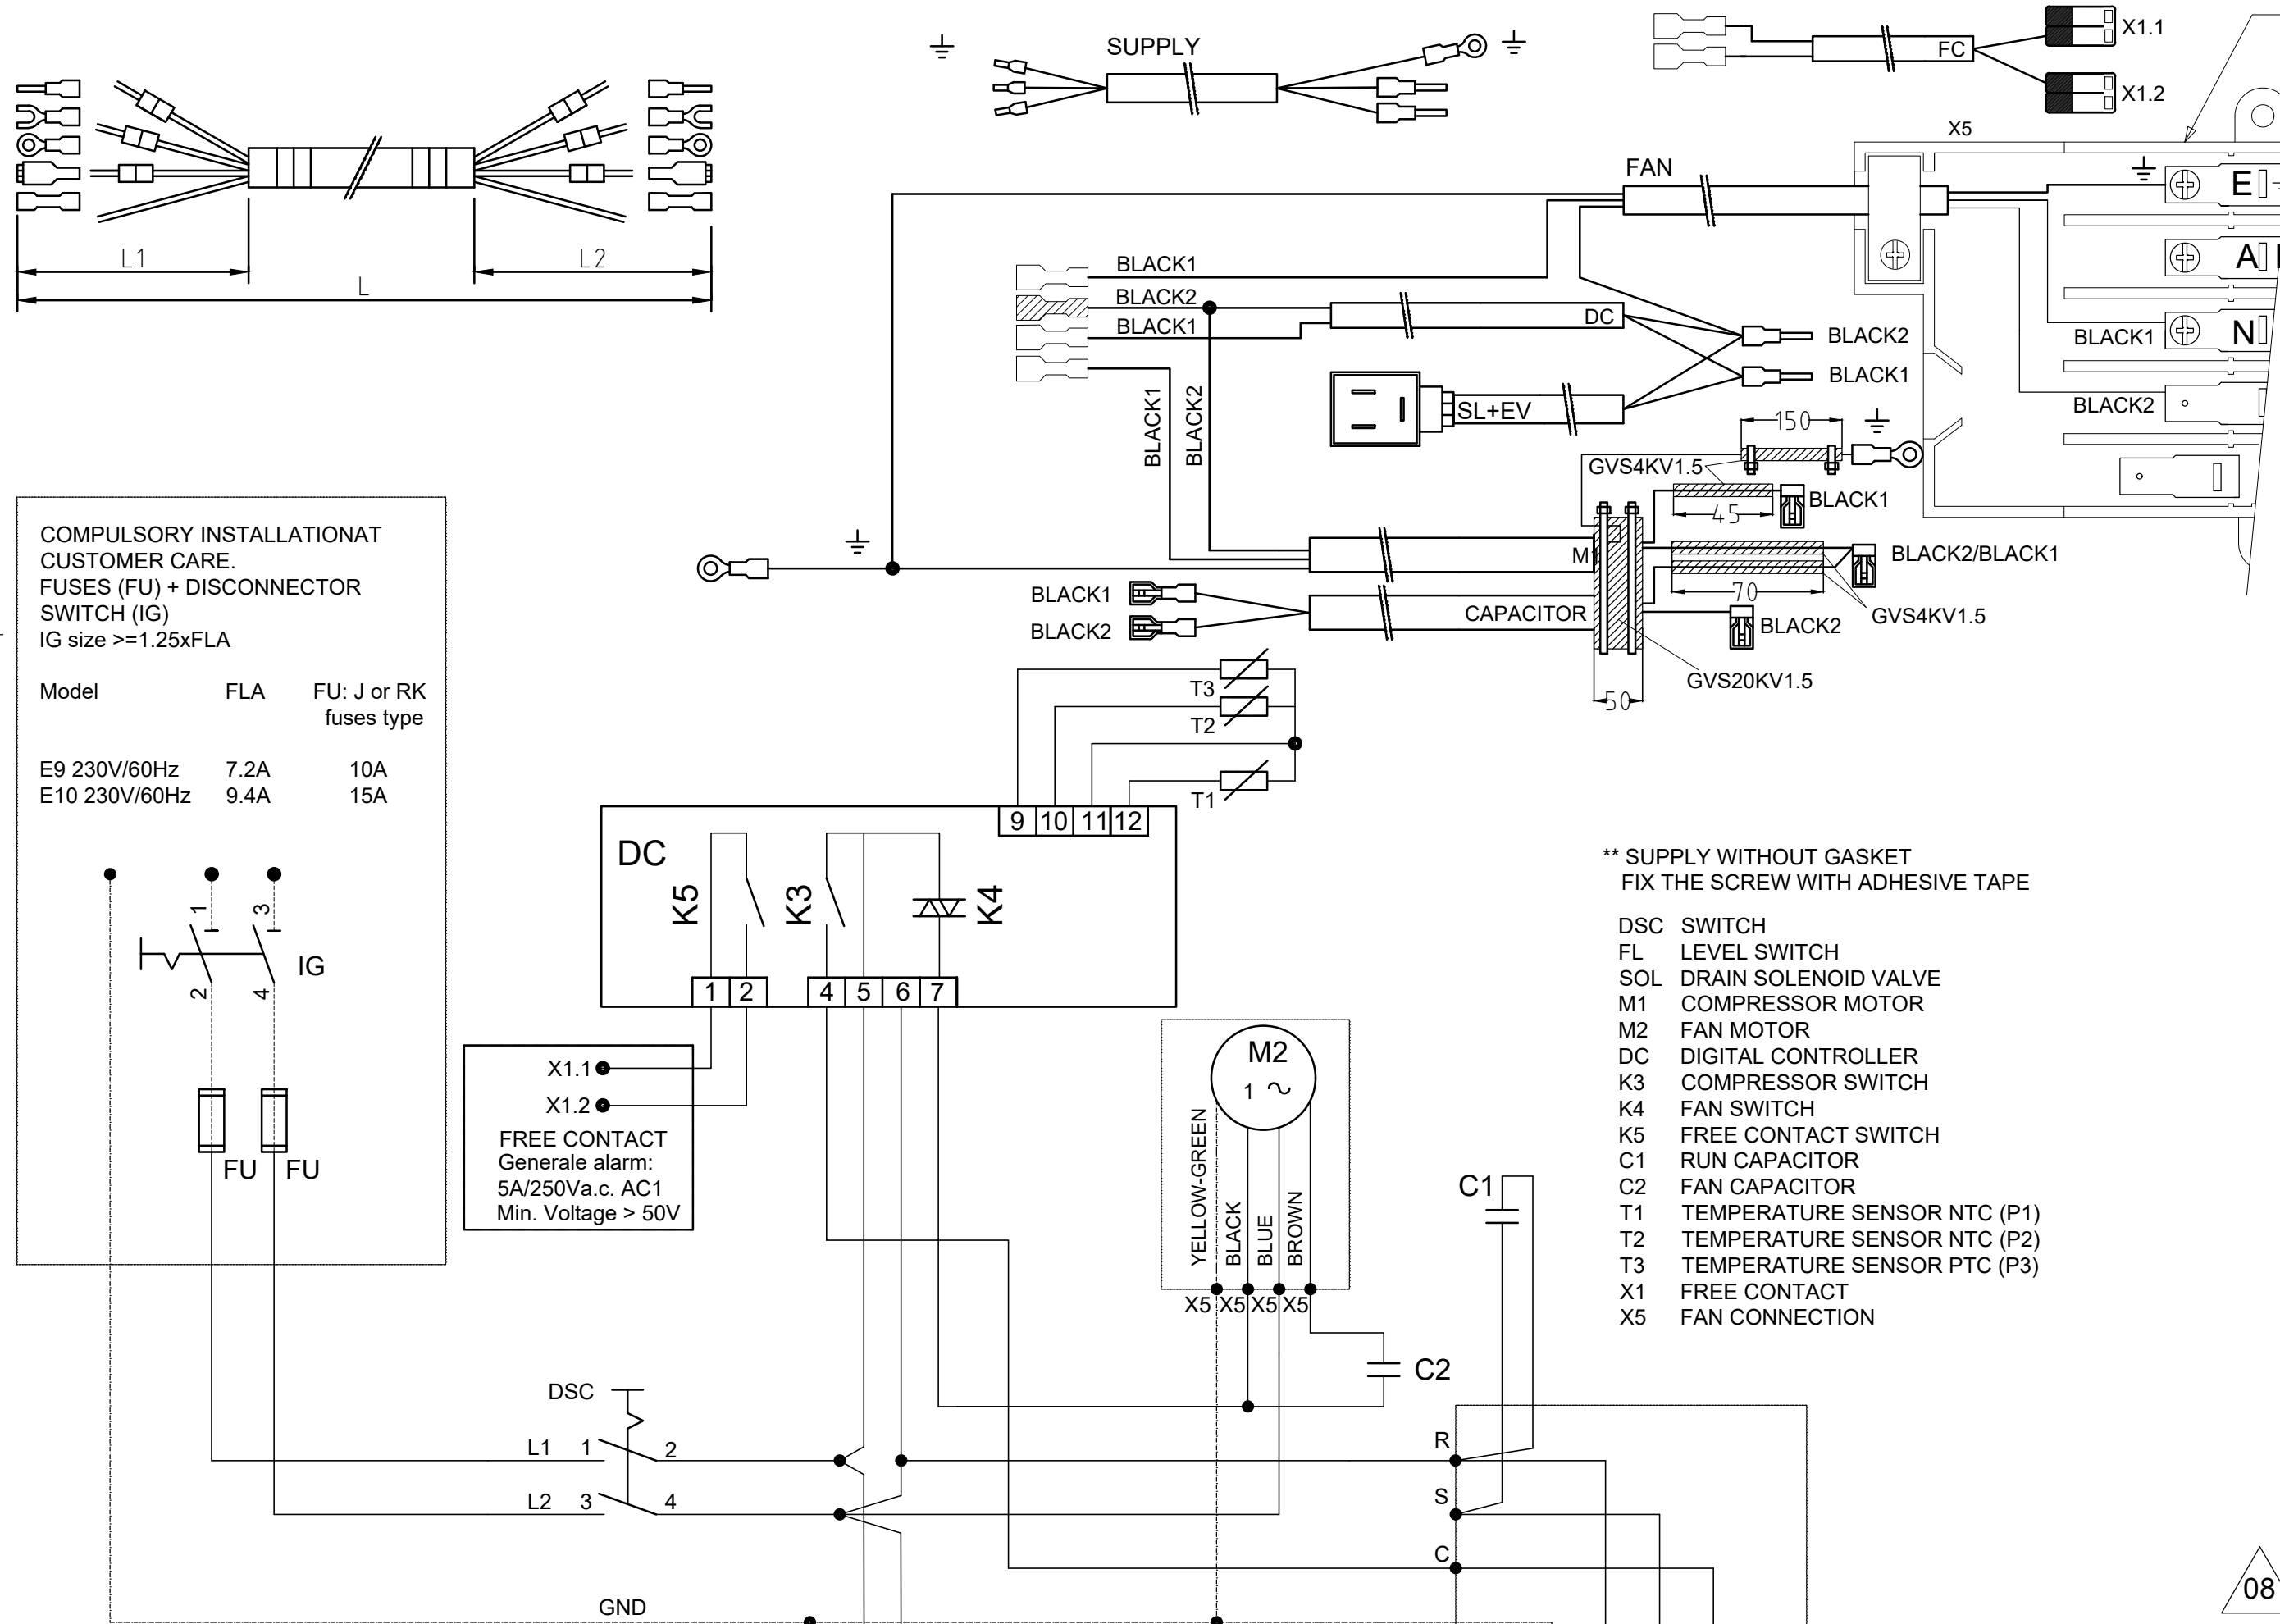 SUPPLY
FC
X1.1
X1.2
X5
FAN
E
A
N
BLACK1
BLACK2
L1
L2
L
BLACK1
BLACK2
BLACK1
DC
BLACK2
BLACK1
SL+EV
BLACK1
BLACK2
150
GVS4KV1.5
45
BLACK1
M1
BLACK2/BLACK1
70
GVS4KV1.5
BLACK1
BLACK2
CAPACITOR
BLACK2
GVS20KV1.5
50
COMPULSORY INSTALLATIONAT
CUSTOMER CARE.
FUSES (FU) + DISCONNECTOR
SWITCH (IG)
IG size >=1.25xFLA
Model FLA FU: J or RK
fuses type
E9 230V/60Hz 7.2A 10A
E10 230V/60Hz 9.4A 15A
1 3
IG
2 4
FU FU
T3
T2
T1
9 10 11 12
DC
K5 K3 K4
1 2 4 5 6 7
X1.1
X1.2
FREE CONTACT
Generale alarm:
5A/250Va.c. AC1
Min. Voltage > 50V
M2
1 ~
YELLOW-GREEN
BLACK
BLUE
BROWN
X5 X5 X5 X5
C1
C2
** SUPPLY WITHOUT GASKET
FIX THE SCREW WITH ADHESIVE TAPE
DSC SWITCH
FL LEVEL SWITCH
SOL DRAIN SOLENOID VALVE
M1 COMPRESSOR MOTOR
M2 FAN MOTOR
DC DIGITAL CONTROLLER
K3 COMPRESSOR SWITCH
K4 FAN SWITCH
K5 FREE CONTACT SWITCH
C1 RUN CAPACITOR
C2 FAN CAPACITOR
T1 TEMPERATURE SENSOR NTC (P1)
T2 TEMPERATURE SENSOR NTC (P2)
T3 TEMPERATURE SENSOR PTC (P3)
X1 FREE CONTACT
X5 FAN CONNECTION
DSC
L1 1 2
L2 3 4
R
S
C
GND
08